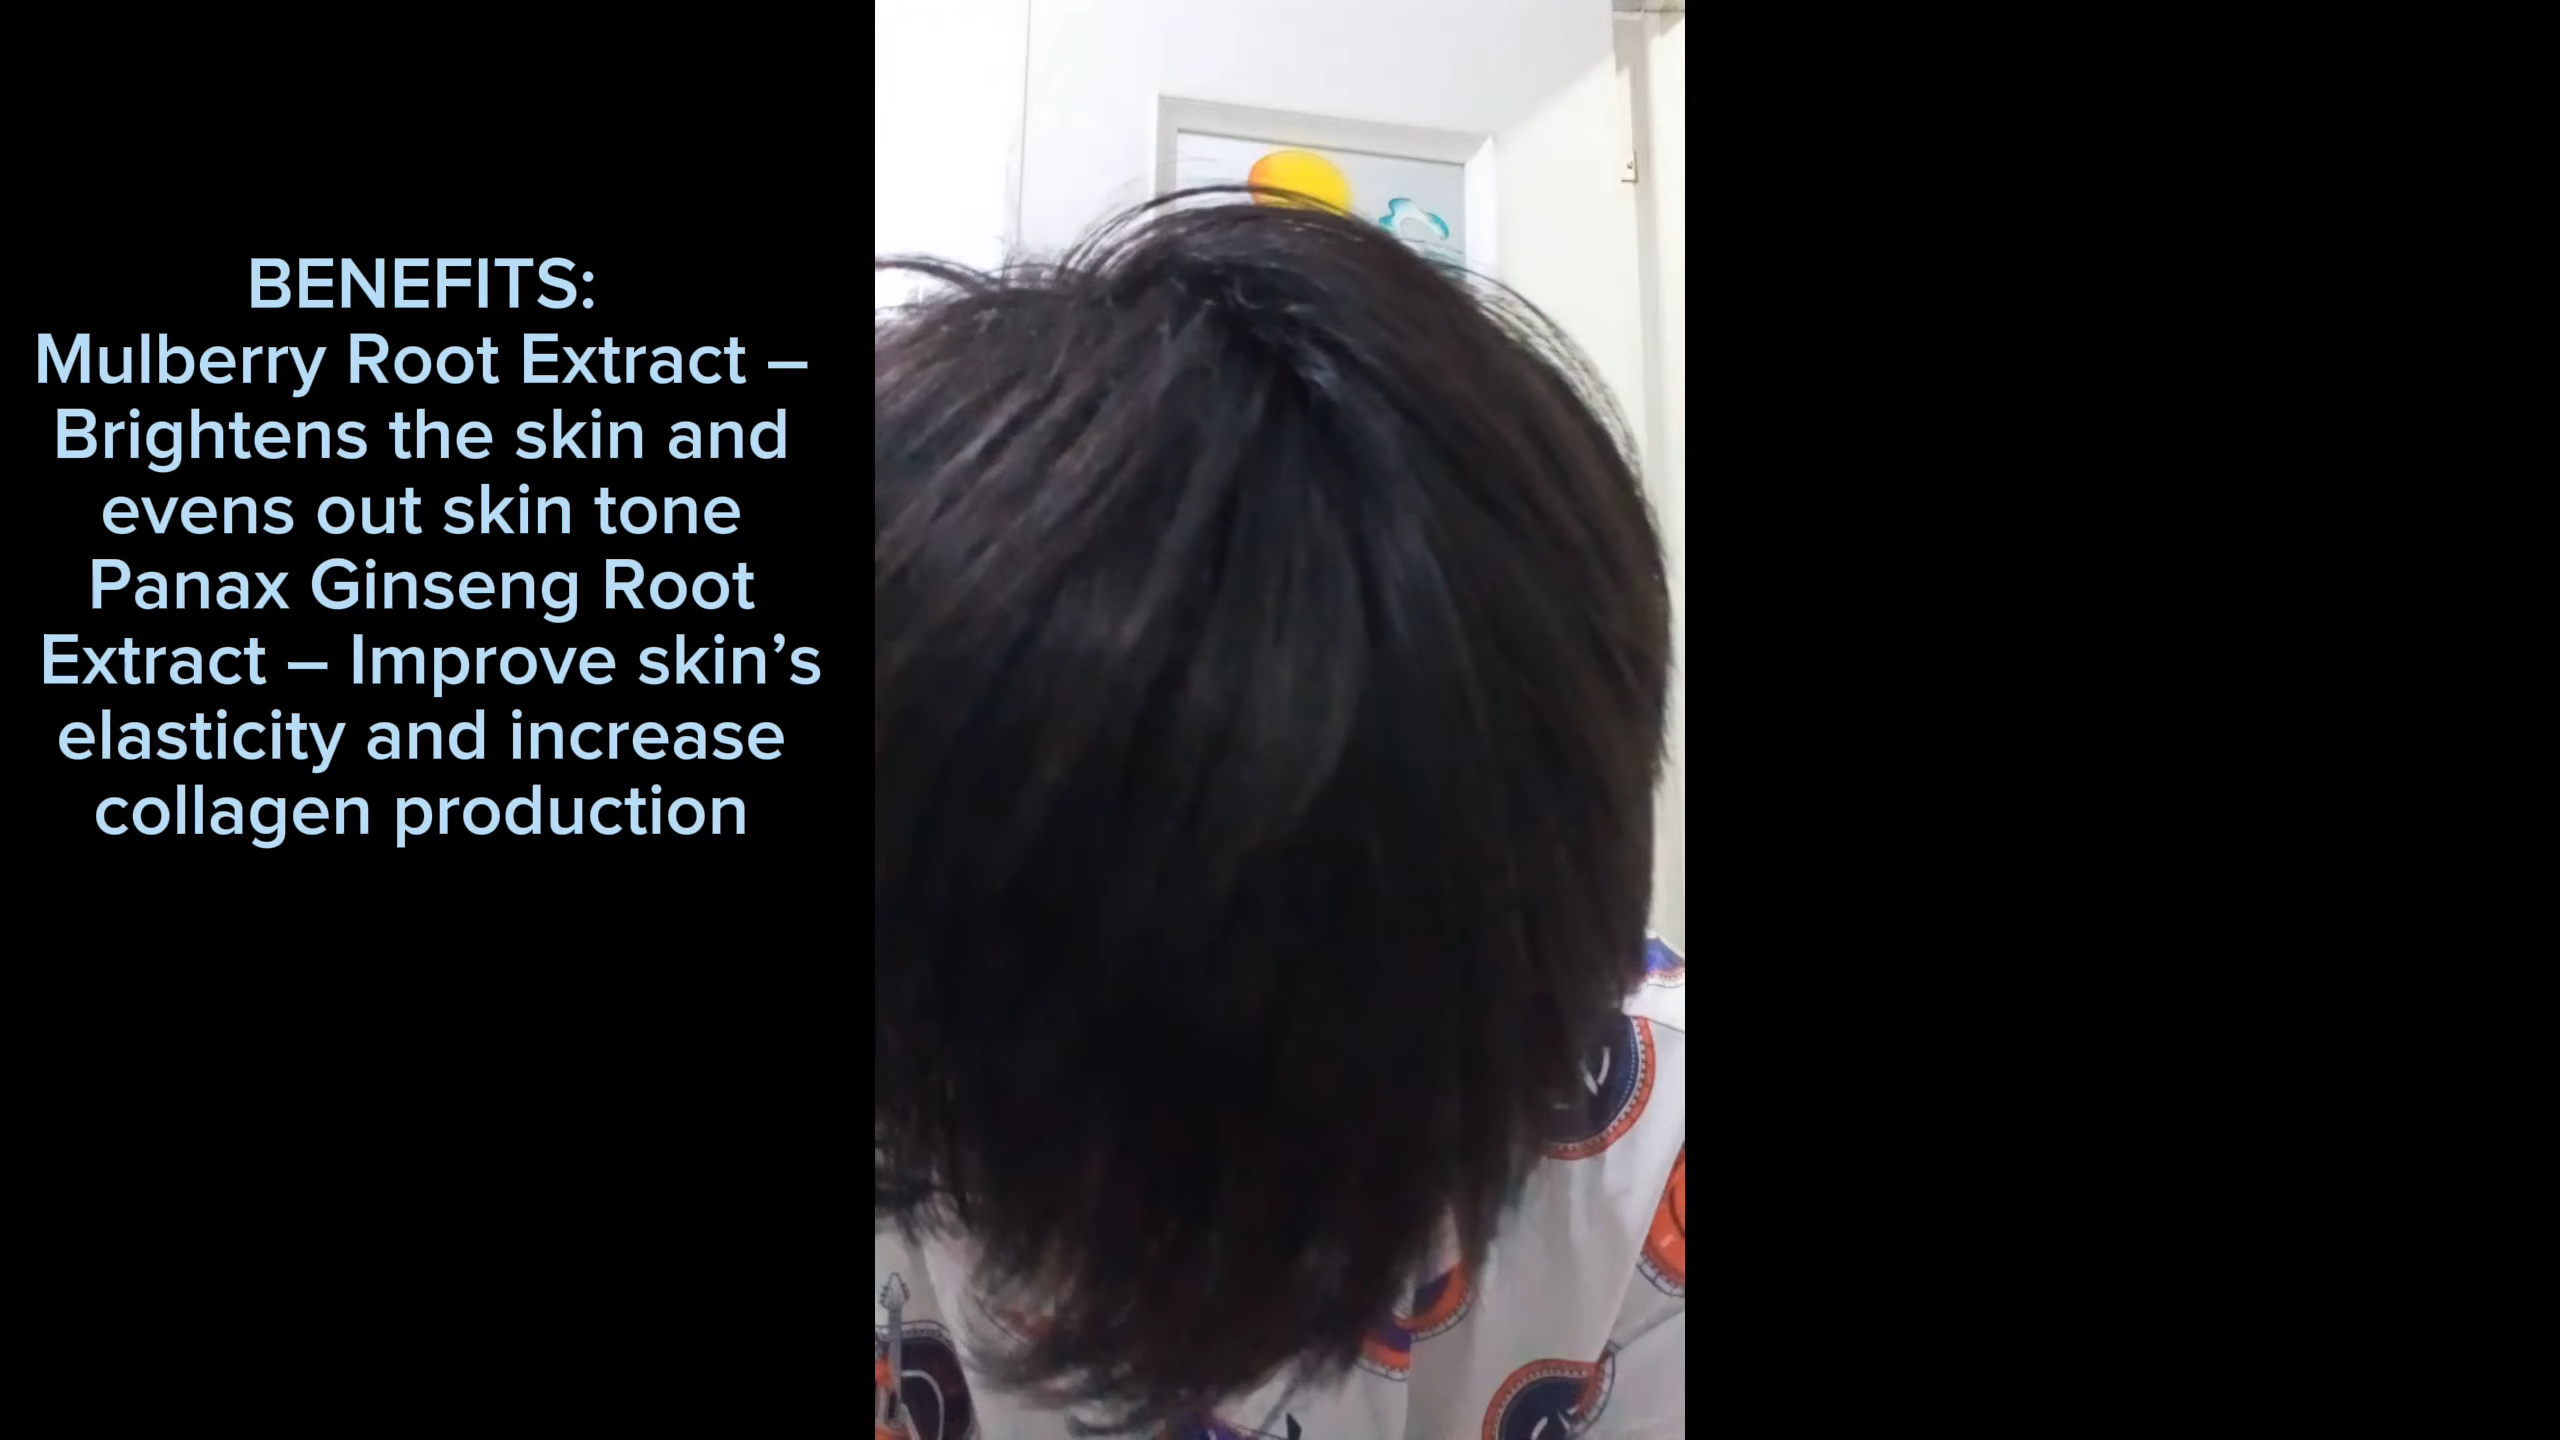 BENEFITS:
Mulberry Root Extract –
Brightens the skin and
evens out skin tone
Panax Ginseng Root
Extract – Improve skin’s
elasticity and increase
collagen production